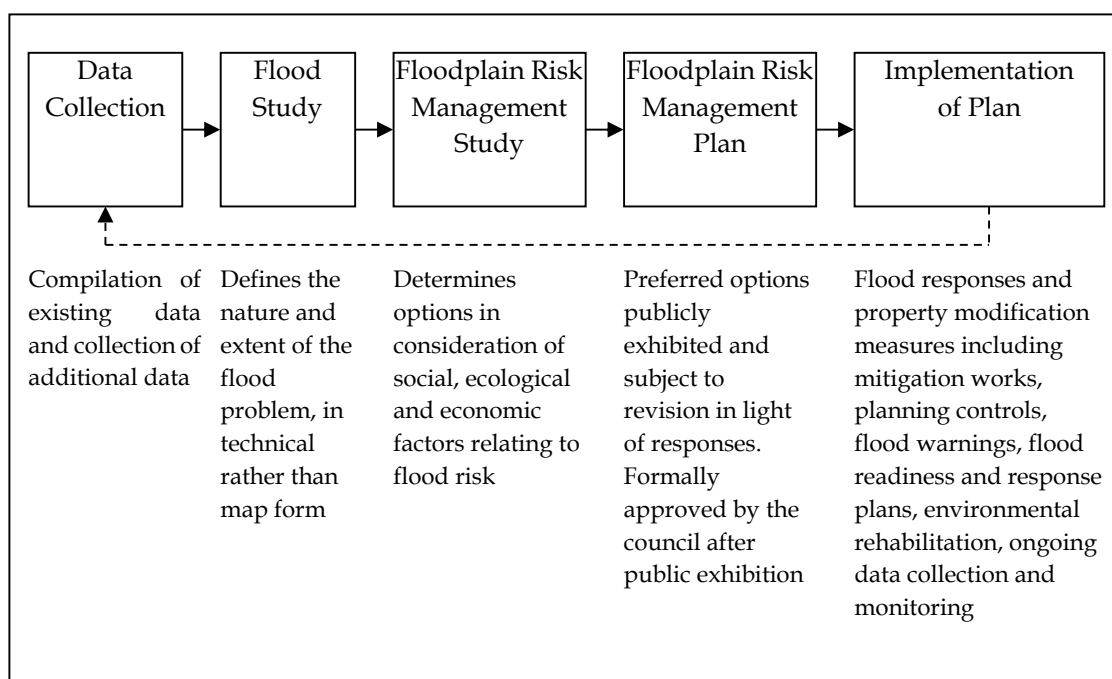 Data
Collection
Flood
Study
Floodplain Risk
Management
Study
Floodplain Risk
Management
Plan
Implementation
of Plan
Compilation of
existing data
and collection of
additional data
Defines the
nature and
extent of the
flood
problem, in
technical
rather than
map form
Determines
options in
consideration of
social, ecological
and economic
factors relating to
flood risk
Preferred options
publicly
exhibited and
subject to
revision in light
of responses.
Formally
approved by the
council after
public exhibition
Flood responses and
property modification
measures including
mitigation works,
planning controls,
flood warnings, flood
readiness and response
plans, environmental
rehabilitation, ongoing
data collection and
monitoring